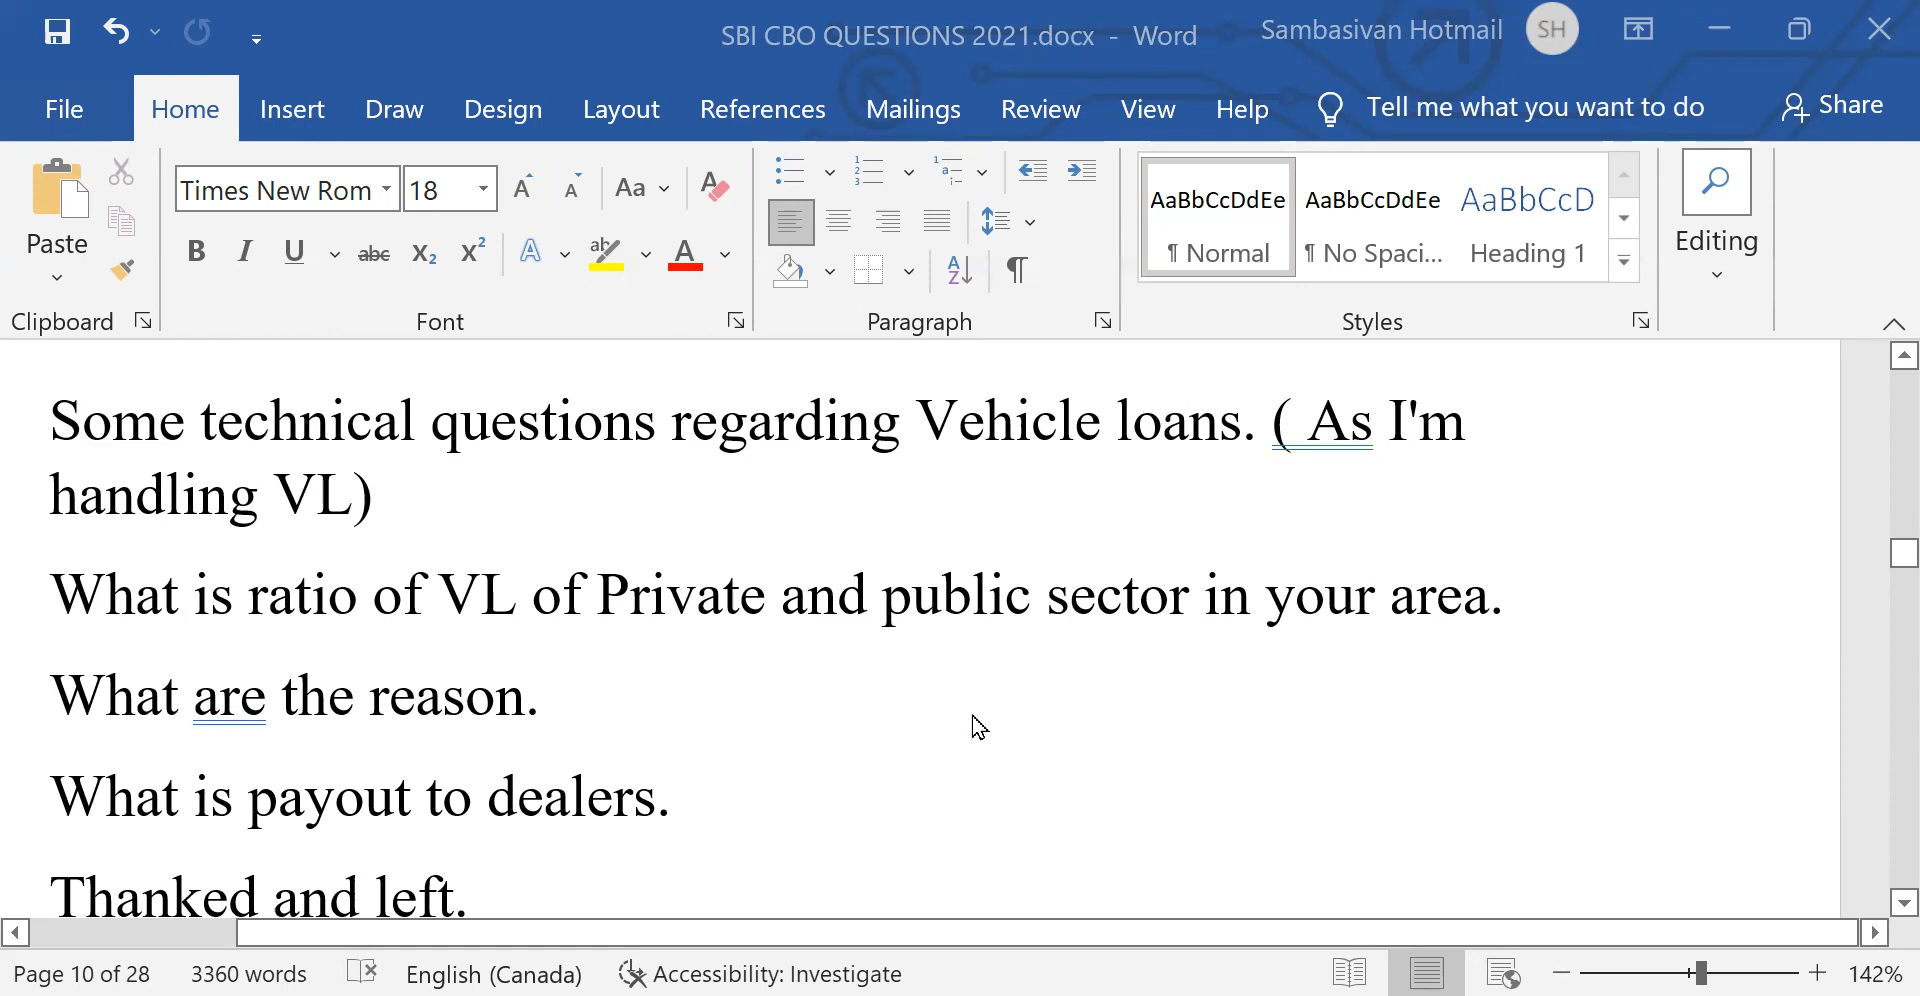 SBI CBO QUESTIONS 2021.docx - Word
Sambasivan Hotmail
SH
File
Home
Insert
Draw
Design
Layout
References
Mailings
Review
View
Help
Tell me what you want to do
Share
Paste
Clipboard
Times New Rom
18
Font
Paragraph
AaBbCcDdEe
¶ Normal
AaBbCcDdEe
¶ No Spaci...
AaBbCcD
Heading 1
Styles
Editing
Some technical questions regarding Vehicle loans. ( As I'm
handling VL)
What is ratio of VL of Private and public sector in your area.
What are the reason.
What is payout to dealers.
Thanked and left.
Page 10 of 28
3360 words
English (Canada)
Accessibility: Investigate
142%